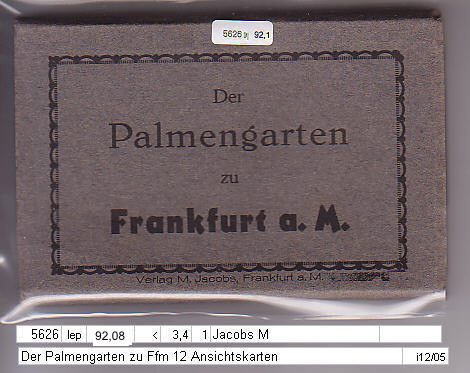 5626 lp 92,1
Der
Palmengarten
zu
Frankfurt a. M.
Verlag M. Jacobs, Frankfurt a. M.
5626 lep 92,08 < 3,4 1 Jacobs M
Der Palmengarten zu Ffm 12 Ansichtskarten i12/05